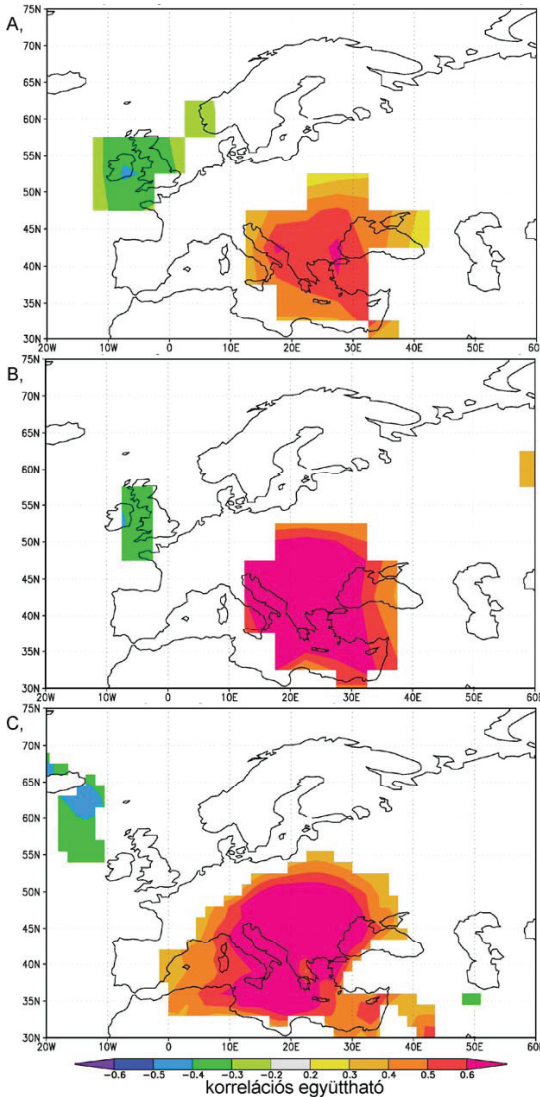 A,
75N
70N
65N
60N
55N
50N
45N
40N
35N
30N
20W 10W 0 10E 20E 30E 40E 50E 60E
B,
75N
70N
65N
60N
55N
50N
45N
40N
35N
30N
20W 10W 0 10E 20E 30E 40E 50E 60E
C,
75N
70N
65N
60N
55N
50N
45N
40N
35N
30N
20W 10W 0 10E 20E 30E 40E 50E 60E
-0.6 -0.5 -0.4 -0.3 -0.2 0.2 0.3 0.4 0.5 0.6
korrelációs együttható